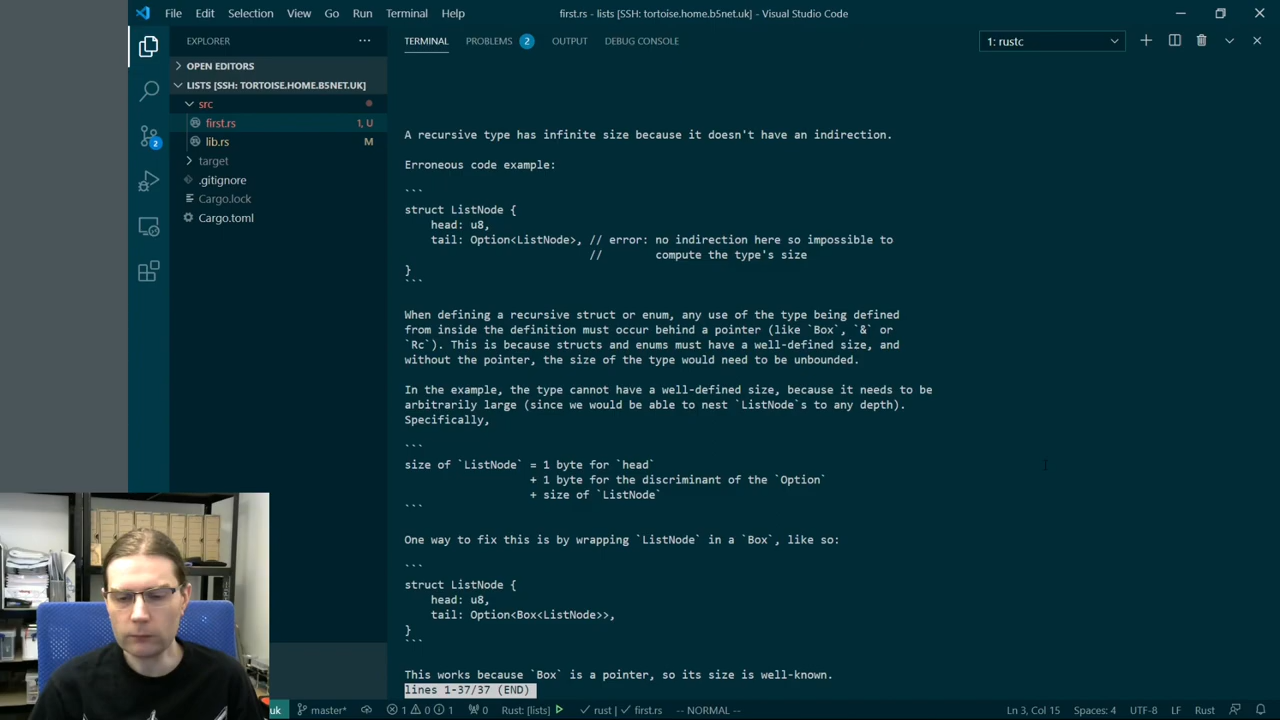 File Edit Selection View Go Run Terminal Help first.rs - lists [SSH: tortoise.home.b5net.uk] - Visual Studio Code
EXPLORER
OPEN EDITORS
LISTS [SSH: TORTOISE.HOME.B5NET.UK]
src
first.rs 1, U
lib.rs M
target
.gitignore
Cargo.lock
Cargo.toml
2
TERMINAL PROBLEMS 2 OUTPUT DEBUG CONSOLE 1: rustc
A recursive type has infinite size because it doesn't have an indirection.
Erroneous code example:
```
struct ListNode {
head: u8,
tail: Option<ListNode>, // error: no indirection here so impossible to
// compute the type's size
}
```
When defining a recursive struct or enum, any use of the type being defined
from inside the definition must occur behind a pointer (like `Box`, `&` or
`Rc`). This is because structs and enums must have a well-defined size, and
without the pointer, the size of the type would need to be unbounded.
In the example, the type cannot have a well-defined size, because it needs to be
arbitrarily large (since we would be able to nest `ListNode`s to any depth).
Specifically,
```
size of `ListNode` = 1 byte for `head`
+ 1 byte for the discriminant of the `Option`
+ size of `ListNode`
```
One way to fix this is by wrapping `ListNode` in a `Box`, like so:
```
struct ListNode {
head: u8,
tail: Option<Box<ListNode>>,
}
```
This works because `Box` is a pointer, so its size is well-known.
lines 1-37/37 (END)
uk master* 1 0 1 0 Rust: [lists] rust | first.rs -- NORMAL -- Ln 3, Col 15 Spaces: 4 UTF-8 LF Rust